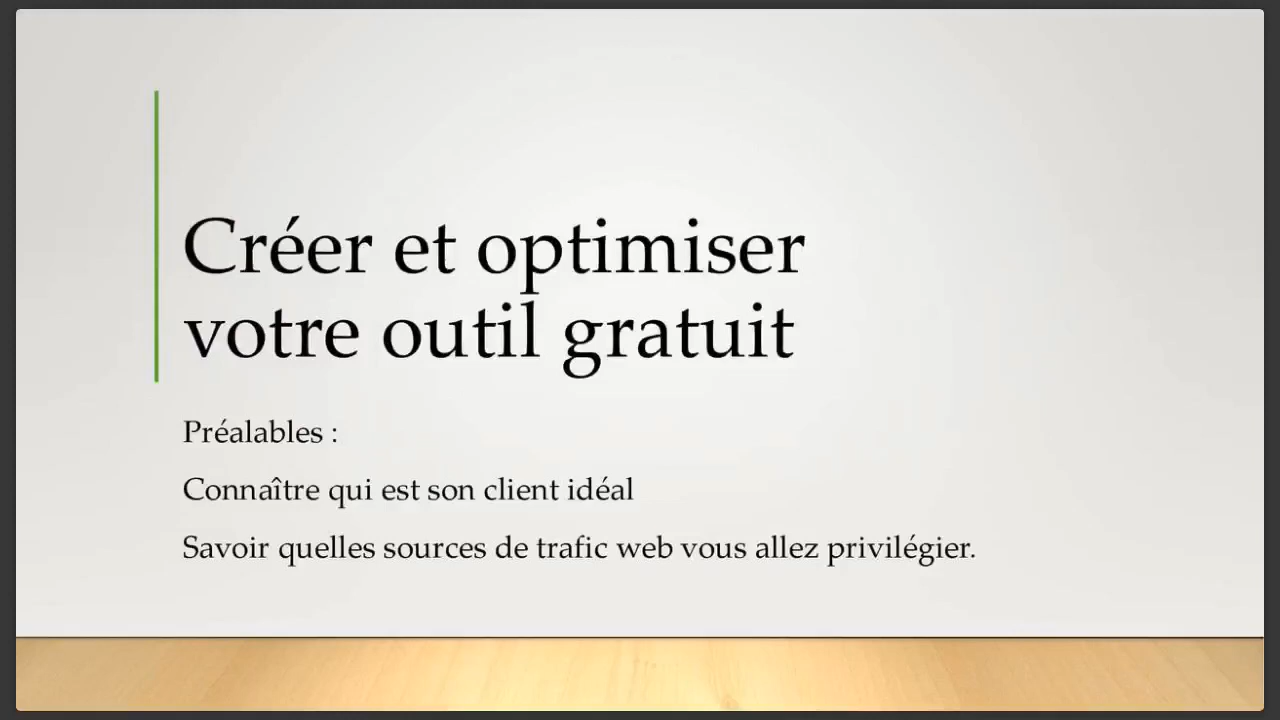 Créer et optimiser
votre outil gratuit
Préalables :
Connaître qui est son client idéal
Savoir quelles sources de trafic web vous allez privilégier.